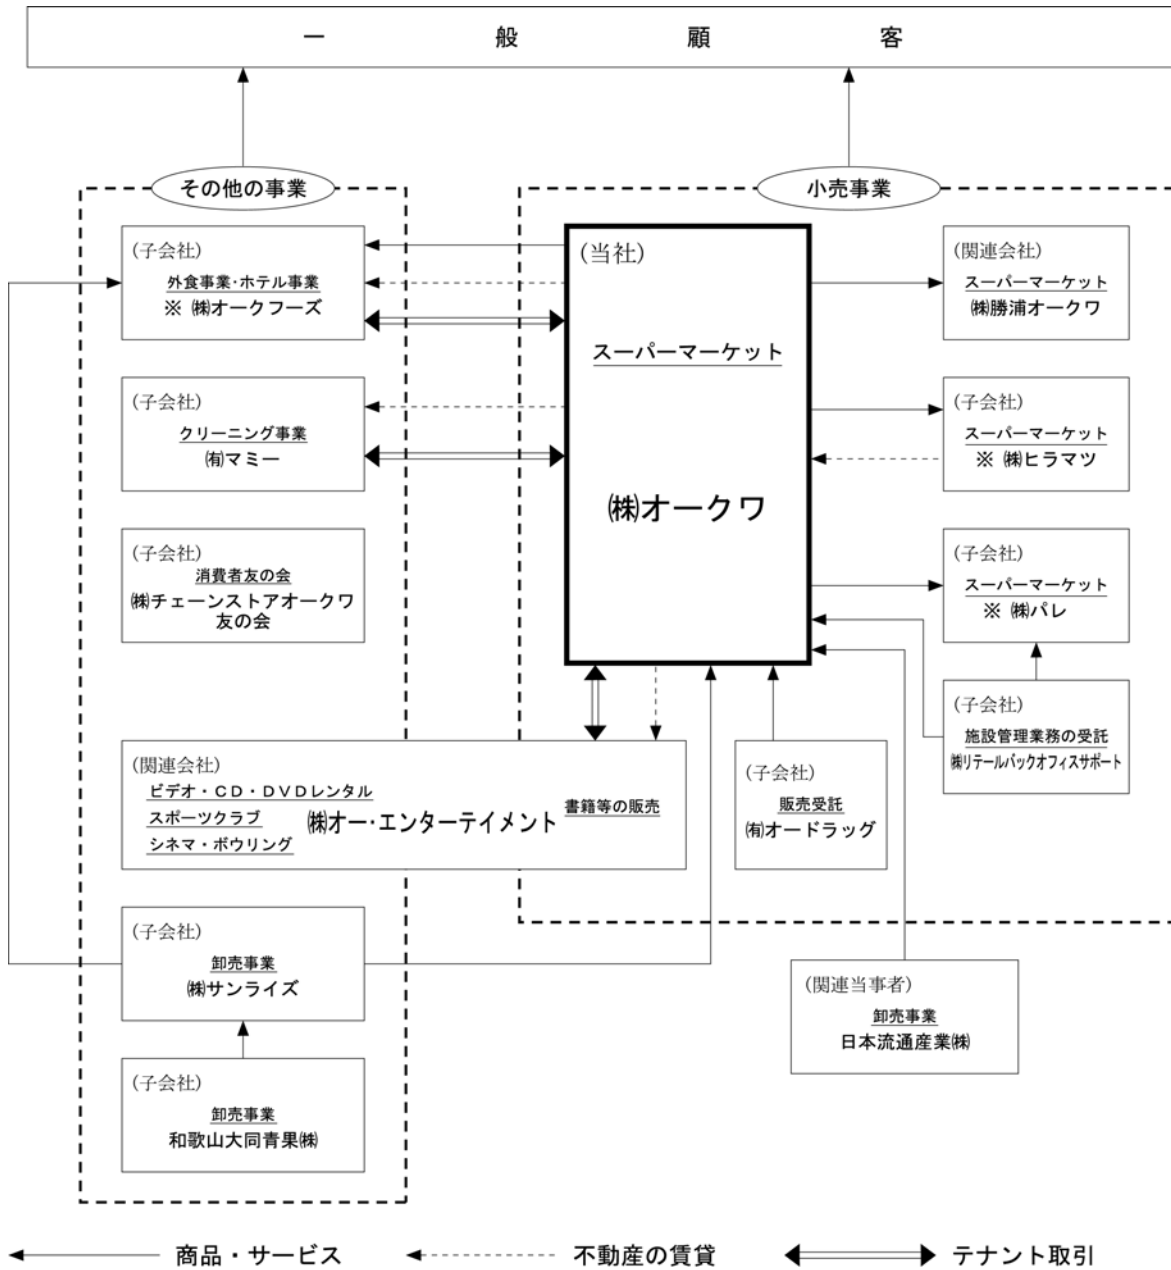 一般顧客
その他の事業
小売事業
(子会社)
外食事業･ホテル事業
※ ㈱オークフーズ
(子会社)
クリーニング事業
㈲マミー
(子会社)
消費者友の会
㈱チェーンストアオークワ
友の会
(当社)
スーパーマーケット
㈱オークワ
(関連会社)
スーパーマーケット
㈱勝浦オークワ
(子会社)
スーパーマーケット
※ ㈱ヒラマツ
(子会社)
スーパーマーケット
※ ㈱パレ
(子会社)
施設管理業務の受託
㈱リテールバックオフィスサポート
(関連会社)
ビデオ・ＣＤ・ＤＶＤレンタル
スポーツクラブ
シネマ・ボウリング
㈱オー･エンターテイメント
書籍等の販売
(子会社)
販売受託
㈲オードラッグ
(子会社)
卸売事業
㈱サンライズ
(関連当事者)
卸売事業
日本流通産業㈱
(子会社)
卸売事業
和歌山大同青果㈱
商品・サービス
不動産の賃貸
テナント取引